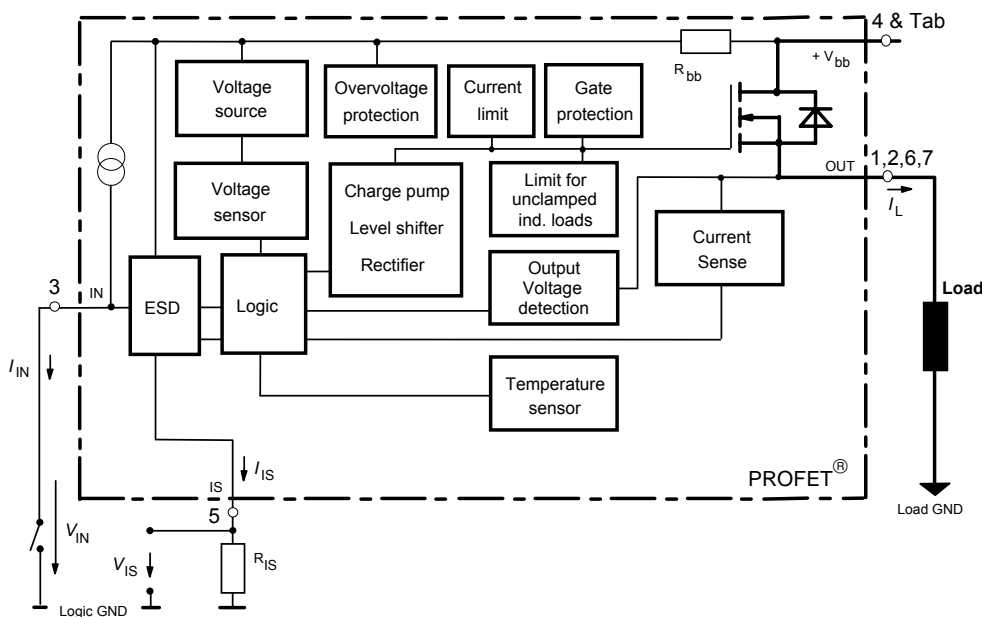 4 & Tab
R bb
+ V bb
Voltage source
Overvoltage protection
Current limit
Gate protection
OUT
1,2,6,7
I L
Voltage sensor
Charge pump
Level shifter
Rectifier
Limit for unclamped ind. loads
Current Sense
3
IN
ESD
Logic
Output Voltage detection
Load
I IN
Temperature sensor
I IS
IS
PROFET®
5
Load GND
V IN
V IS
R IS
Logic GND